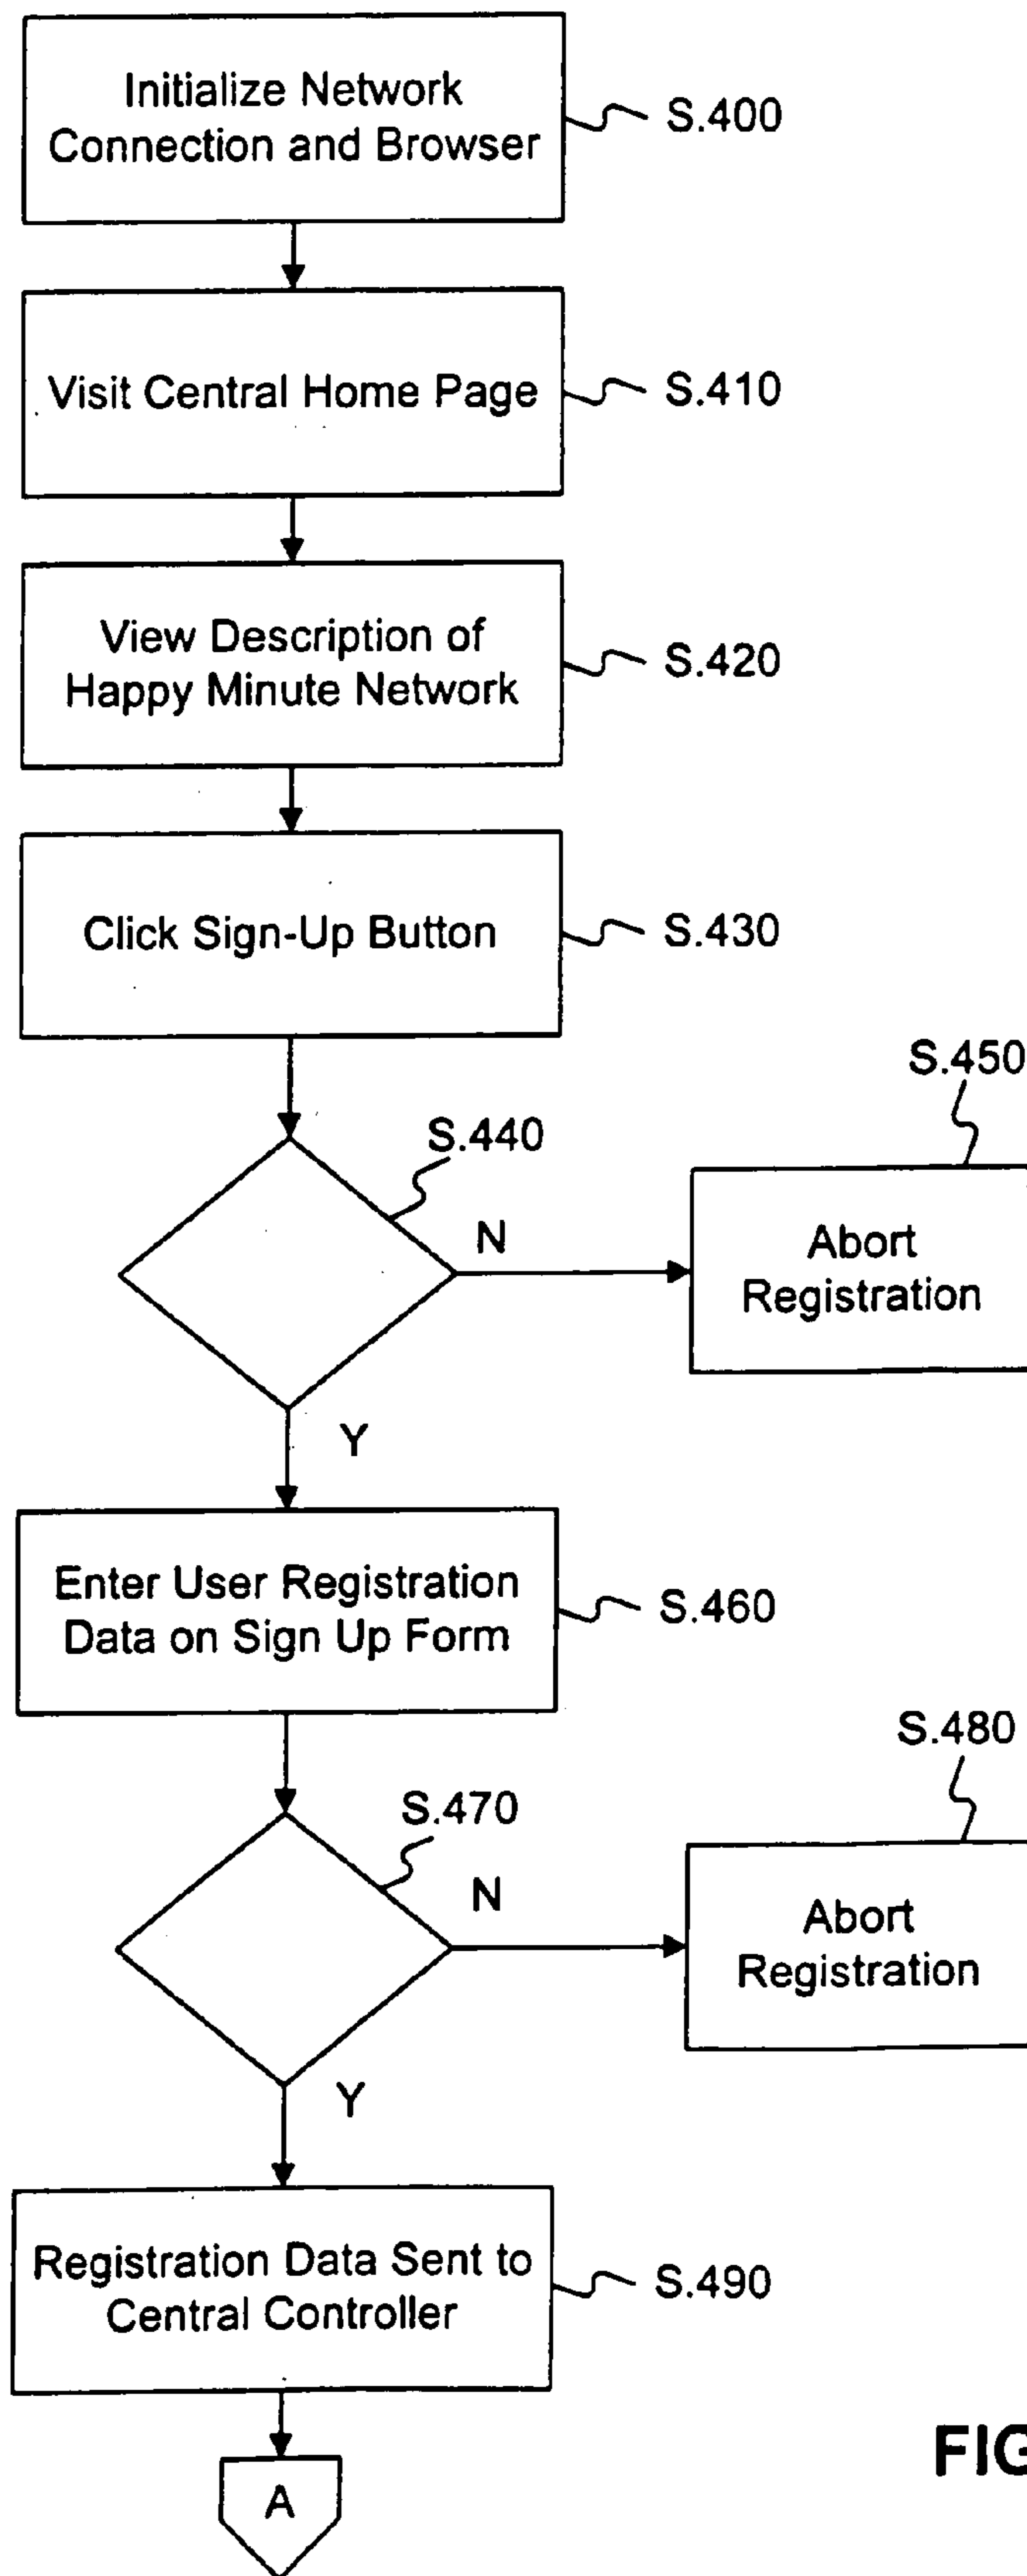 Initialize Network
Connection and Browser
S.400
Visit Central Home Page
S.410
View Description of
Happy Minute Network
S.420
Click Sign-Up Button
S.430
S.440
N
S.450
Abort
Registration
Y
Enter User Registration
Data on Sign Up Form
S.460
S.470
N
S.480
Abort
Registration
Y
Registration Data Sent to
Central Controller
S.490
A
FIG